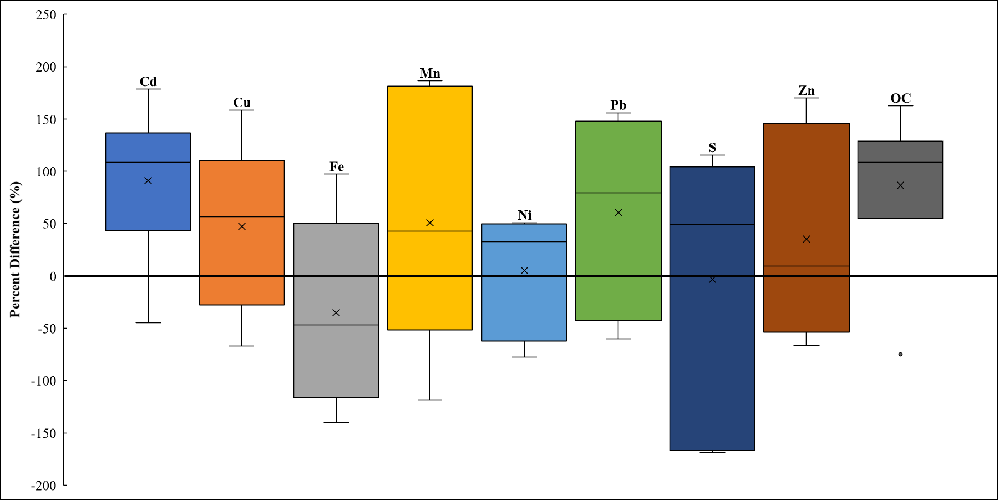 250
200
150
100
50
0
-50
-100
-150
-200
Percent Difference (%)
Cd
Cu
Fe
Mn
Ni
Pb
S
Zn
OC